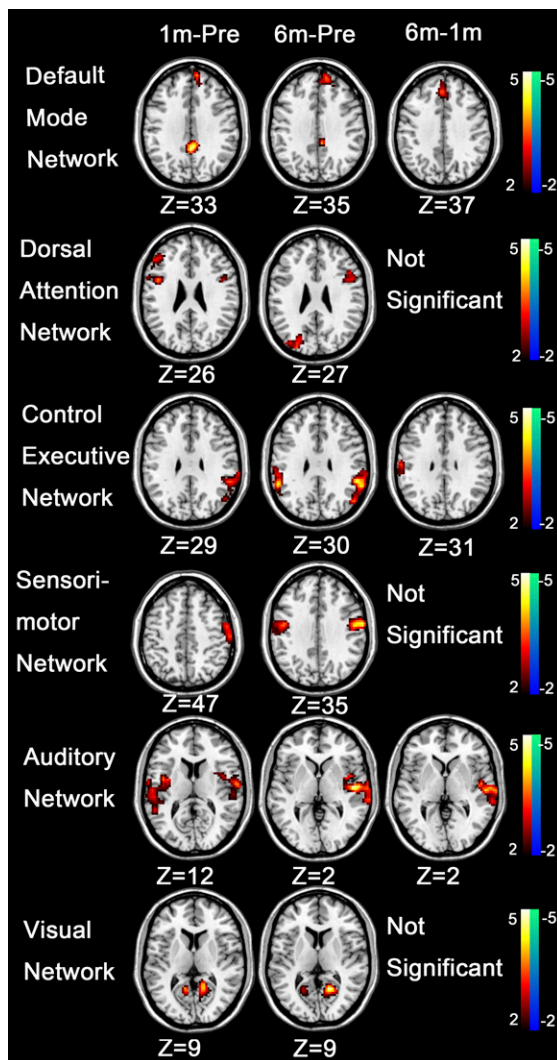 1m-Pre 6m-Pre 6m-1m
Default
Mode
Network
5 -5
2 -2
Z=33 Z=35 Z=37
Dorsal
Attention
Network
Not
Significant
5 -5
2 -2
Z=26 Z=27
Control
Executive
Network
5 -5
2 -2
Z=29 Z=30 Z=31
Sensori-
motor
Network
Not
Significant
5 -5
2 -2
Z=47 Z=35
Auditory
Network
5 -5
2 -2
Z=12 Z=2 Z=2
Visual
Network
Not
Significant
5 -5
2 -2
Z=9 Z=9